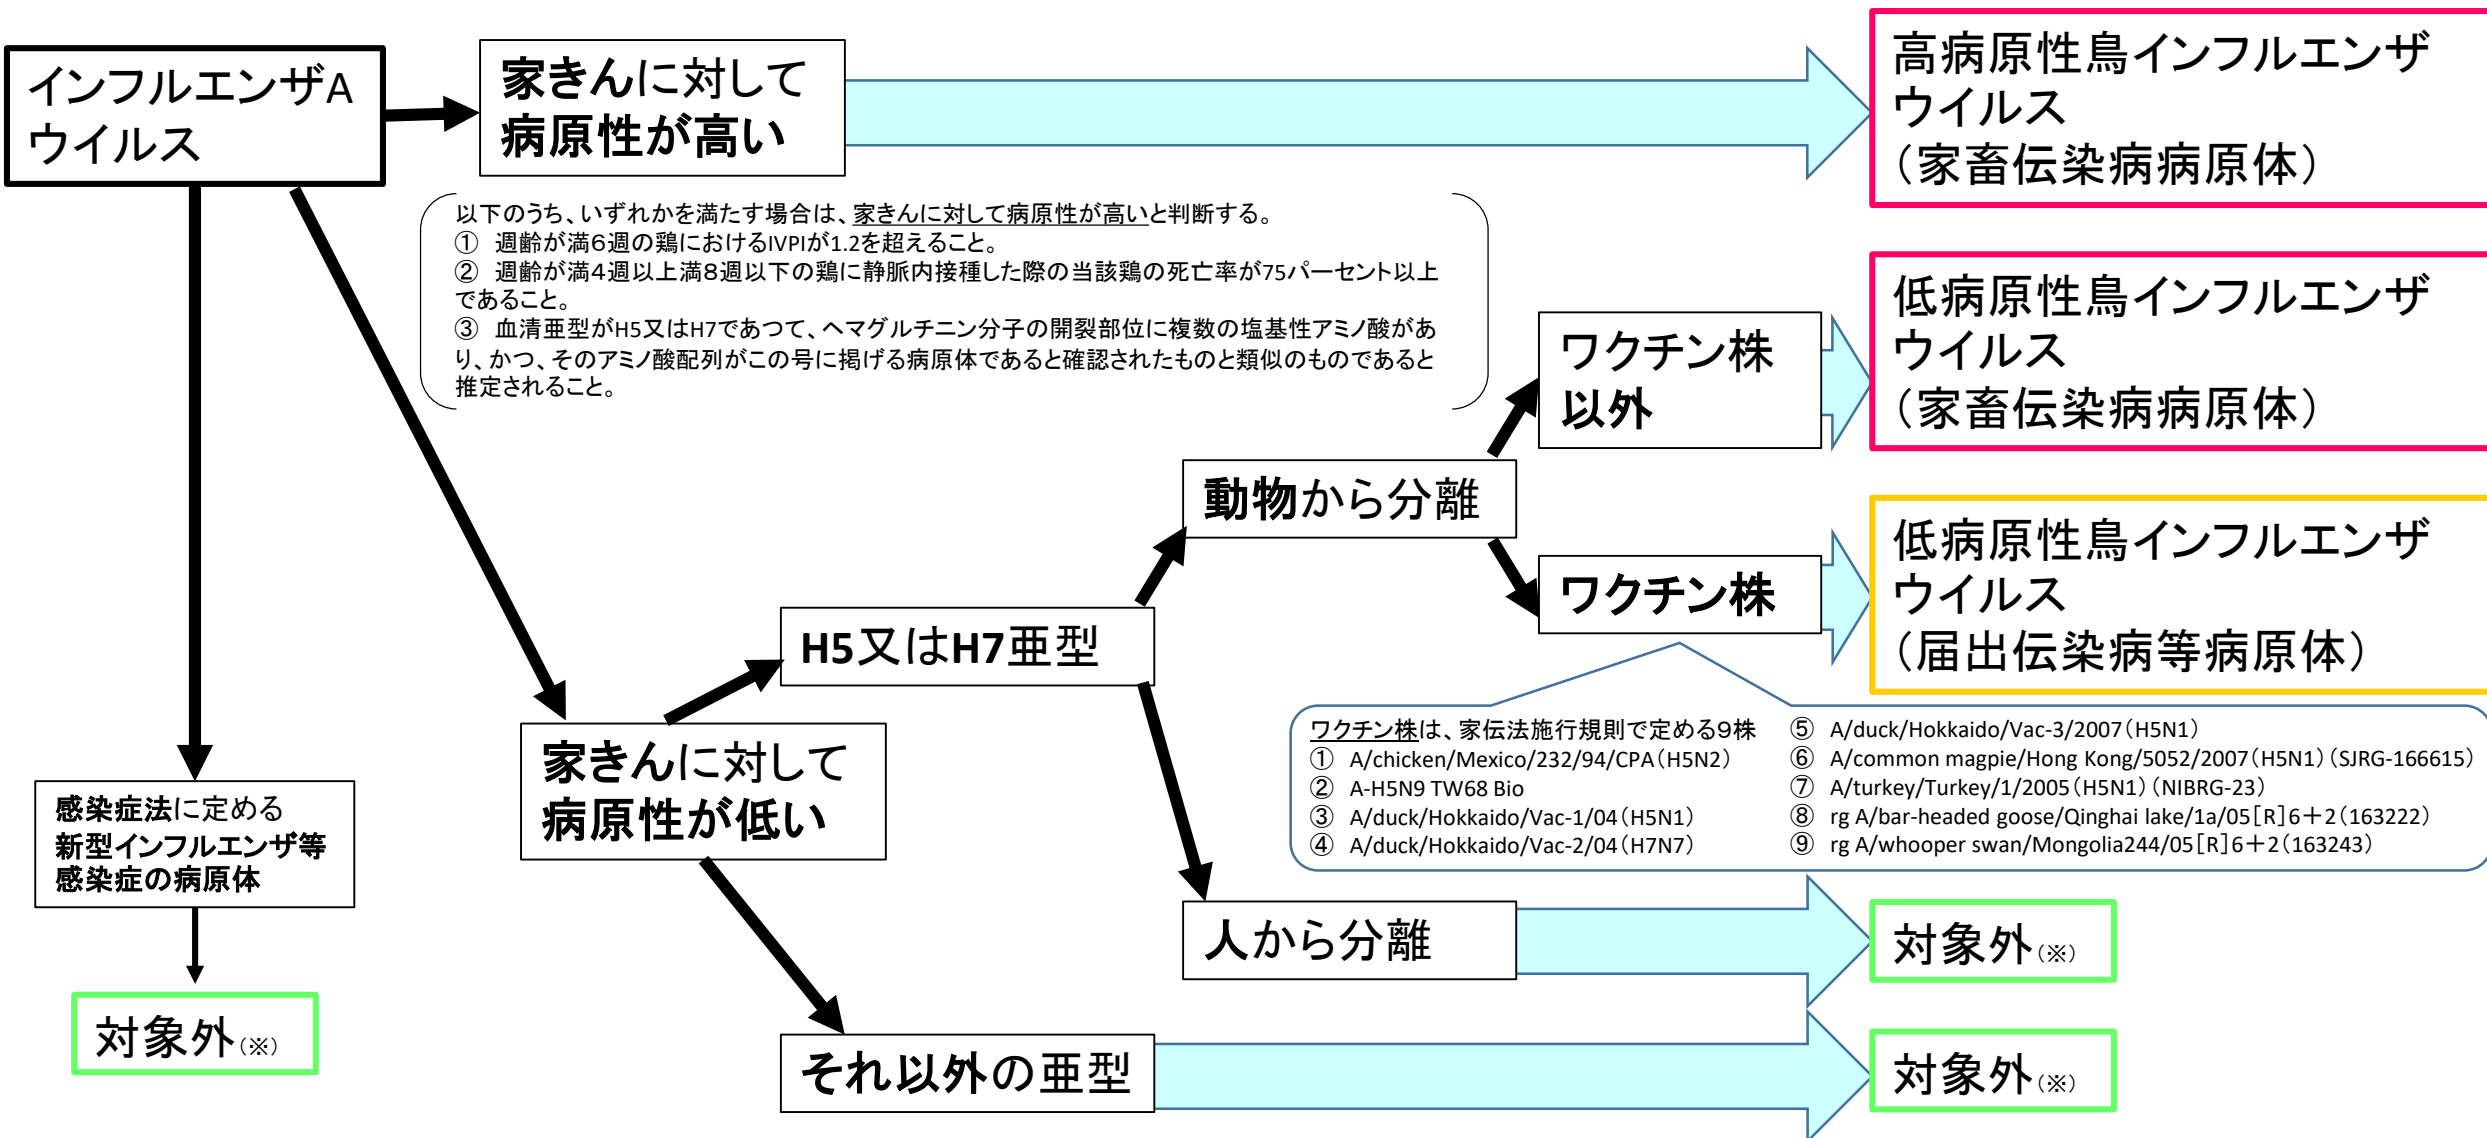 インフルエンザA
ウイルス
家きんに対して
病原性が高い
高病原性鳥インフルエンザ
ウイルス
（家畜伝染病病原体）
以下のうち、いずれかを満たす場合は、家きんに対して病原性が高いと判断する。
① 週齢が満６週の鶏におけるIVPIが1.2を超えること。
② 週齢が満４週以上満８週以下の鶏に静脈内接種した際の当該鶏の死亡率が75パーセント以上
であること。
③ 血清亜型がH5又はH7であつて、ヘマグルチニン分子の開裂部位に複数の塩基性アミノ酸があ
り、かつ、そのアミノ酸配列がこの号に掲げる病原体であると確認されたものと類似のものであると
推定されること。
ワクチン株
以外
低病原性鳥インフルエンザ
ウイルス
（家畜伝染病病原体）
動物から分離
ワクチン株
低病原性鳥インフルエンザ
ウイルス
（届出伝染病等病原体）
H5又はH7亜型
ワクチン株は、家伝法施行規則で定める９株
① A/chicken/Mexico/232/94/CPA（H5N2）
② A-H5N9 TW68 Bio
③ A/duck/Hokkaido/Vac-1/04（H5N1）
④ A/duck/Hokkaido/Vac-2/04（H7N7）
⑤ A/duck/Hokkaido/Vac-3/2007（H5N1）
⑥ A/common magpie/Hong Kong/5052/2007（H5N1）（SJRG-166615）
⑦ A/turkey/Turkey/1/2005（H5N1）（NIBRG-23）
⑧ rg A/bar-headed goose/Qinghai lake/1a/05［R］6＋2（163222）
⑨ rg A/whooper swan/Mongolia244/05［R］6＋2（163243）
家きんに対して
病原性が低い
感染症法に定める
新型インフルエンザ等
感染症の病原体
対象外（※）
人から分離
対象外（※）
それ以外の亜型
対象外（※）